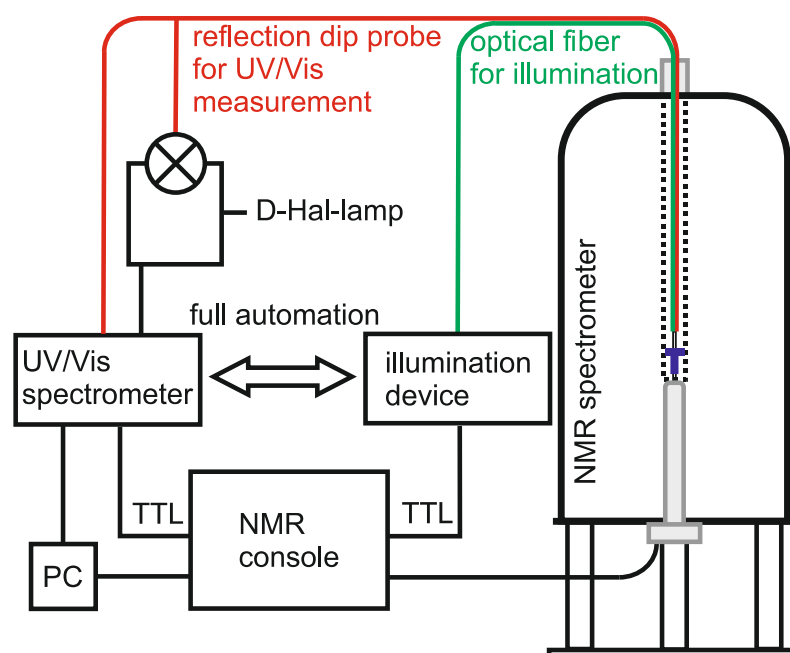 reflection dip probe
for UV/Vis
measurement
optical fiber
for illumination
D-Hal-lamp
full automation
UV/Vis
spectrometer
illumination
device
NMR spectrometer
TTL
TTL
NMR
console
PC